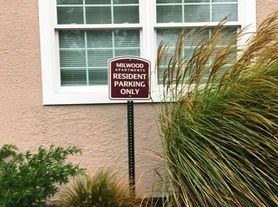 MILWOOD
APARTMENTS
RESIDENT
PARKING
ONLY